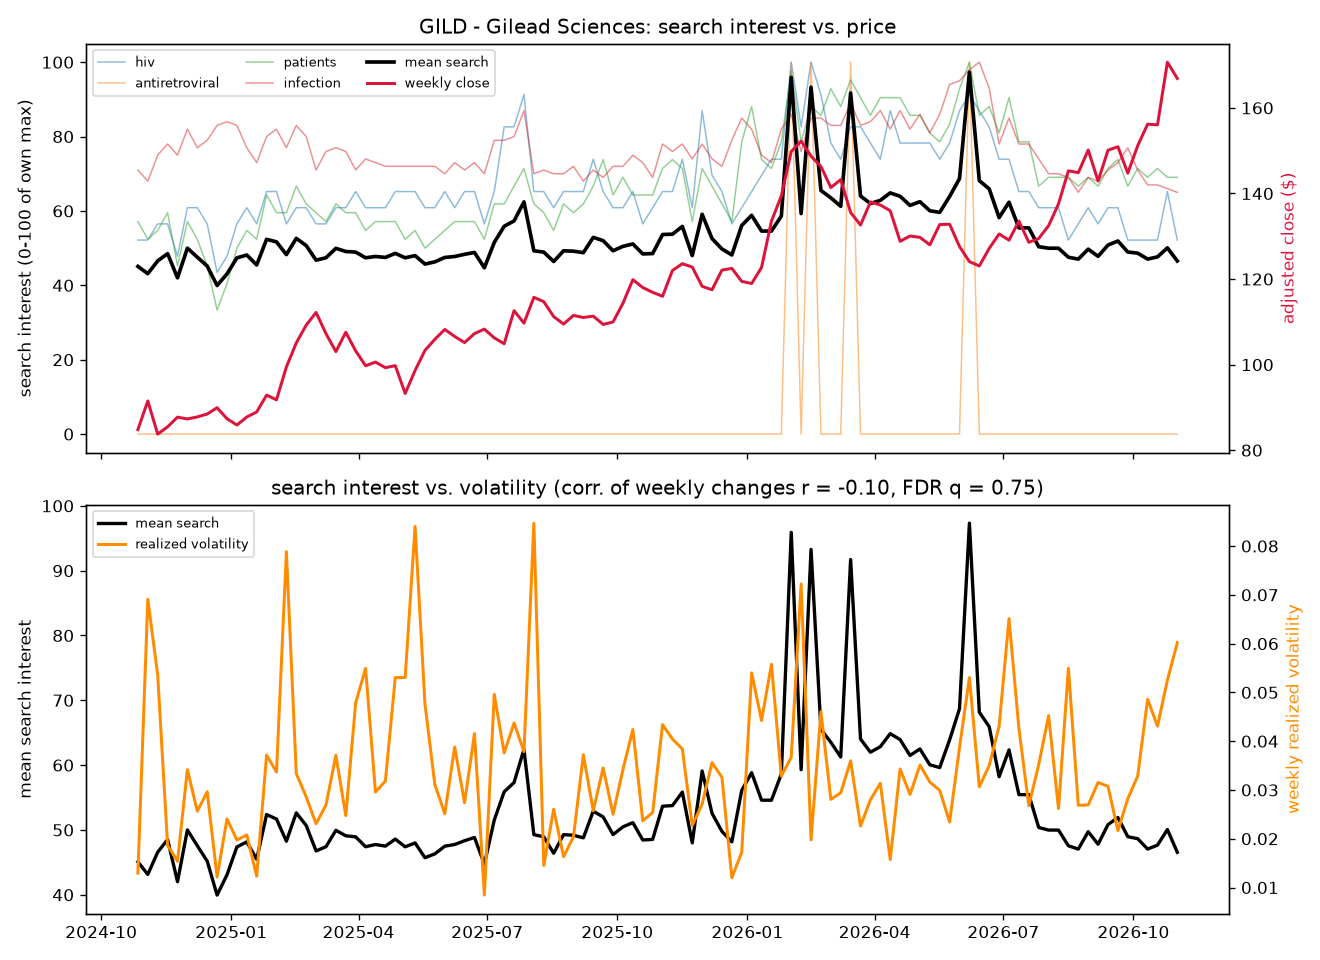 GILD - Gilead Sciences: search interest vs. price
hiv
antiretroviral
patients
infection
mean search
weekly close
100
80
60
40
20
0
search interest (0-100 of own max)
160
140
120
100
80
adjusted close ($)
search interest vs. volatility (corr. of weekly changes r = -0.10, FDR q = 0.75)
mean search
realized volatility
100
90
80
70
60
50
40
mean search interest
0.08
0.07
0.06
0.05
0.04
0.03
0.02
0.01
weekly realized volatility
2024-10
2025-01
2025-04
2025-07
2025-10
2026-01
2026-04
2026-07
2026-10